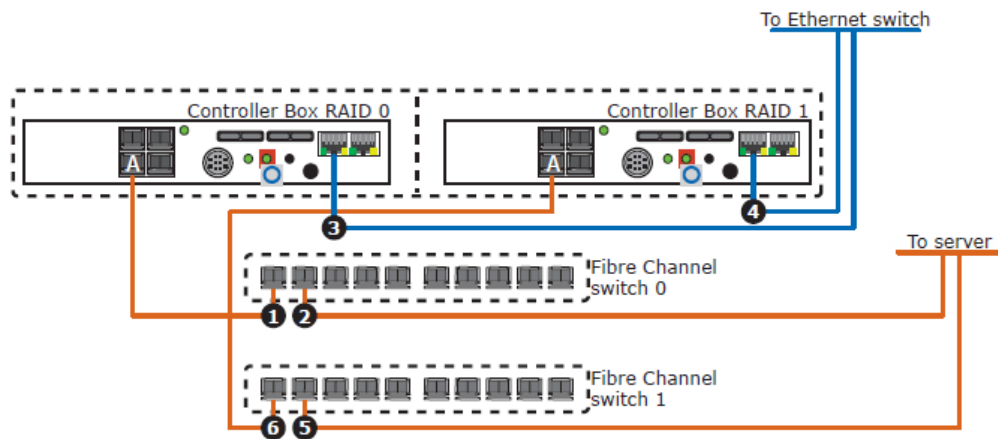 To Ethernet switch
Controller Box RAID 0
Controller Box RAID 1
A
A
4
3
To server
Fibre Channel
switch 0
1
2
Fibre Channel
switch 1
6
5